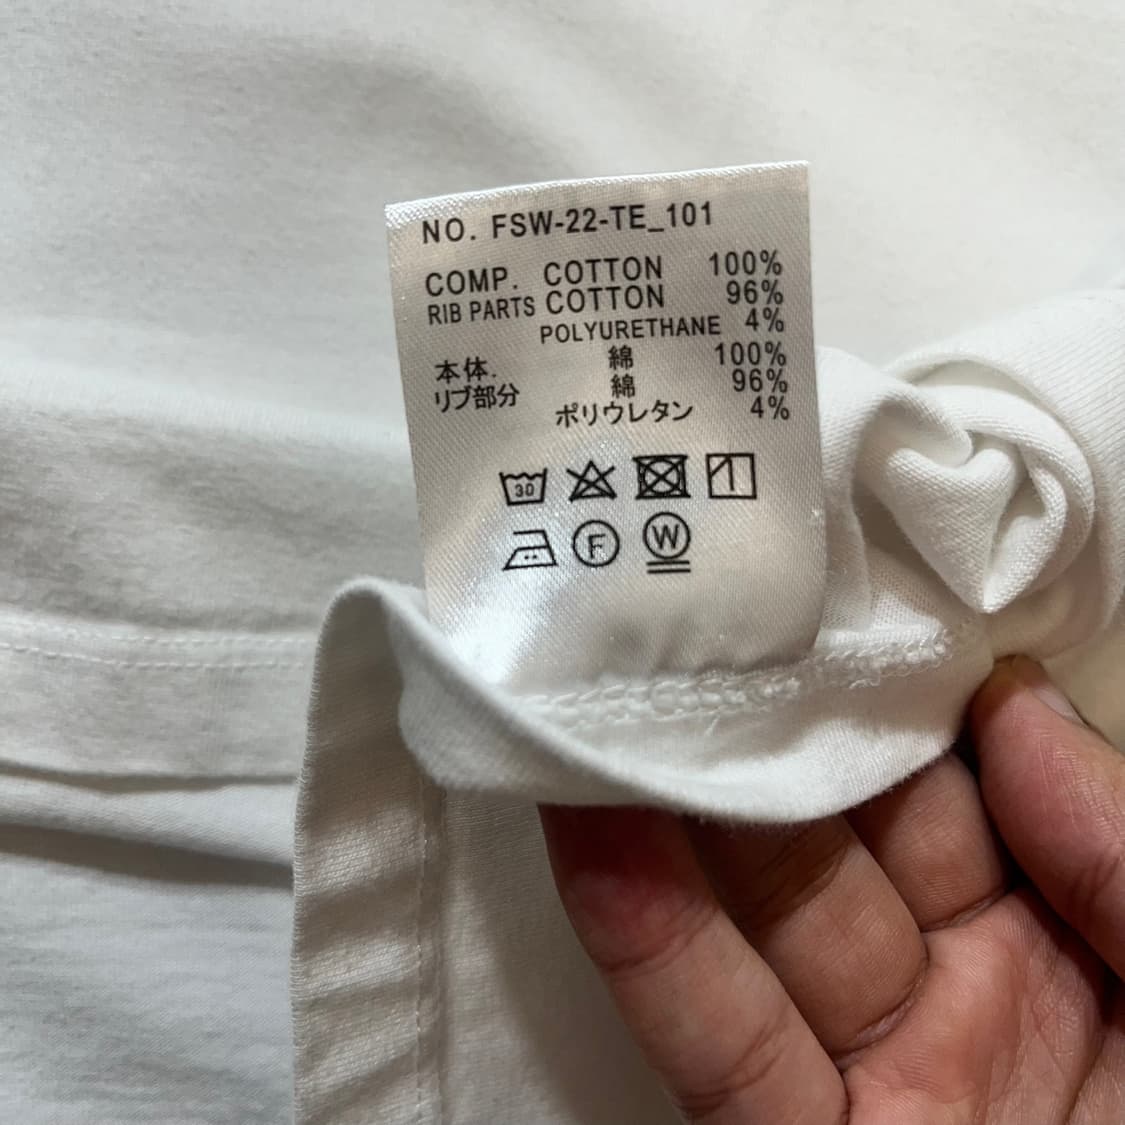 NO. FSW-22-TE_101
COMP. COTTON 100%
RIB PARTS COTTON 96%
POLYURETHANE 4%
本体. 綿 100%
リブ部分 綿 96%
ポリウレタン 4%
30
F
W